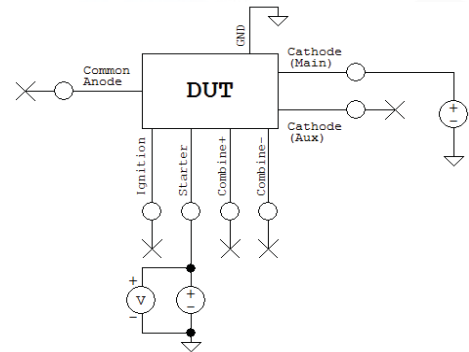 GND
Cathode
(Main)
Common
Anode
DUT
Cathode
(Aux)
Ignition
Starter
Combine+
Combine-
+
−
+
V
−
+
−